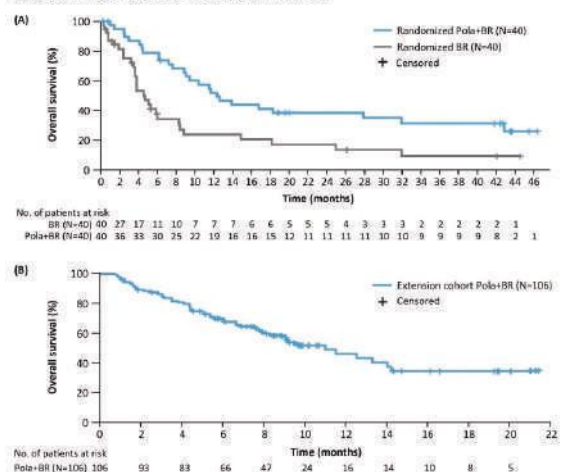 (A)
100
80
60
40
20
0
Overall survival (%)
Randomized Pola+BR (N=40)
Randomized BR (N=40)
Censored
0 2 4 6 8 10 12 14 16 18 20 22 24 26 28 30 32 34 36 38 40 42 44 46
Time (months)
No. of patients at risk
BR (N=40) 40 27 17 11 10 7 7 7 6 6 5 5 5 4 3 3 3 2 2 2 2 2 1
Pola+BR (N=40) 40 36 33 30 25 22 19 16 16 15 12 11 11 11 11 10 10 9 9 9 9 8 2 1
(B)
100
80
60
40
20
0
Overall survival (%)
Extension cohort Pola+BR (N=106)
Censored
0 2 4 6 8 10 12 14 16 18 20 22
Time (months)
No. of patients at risk
Pola+BR (N=106) 106 93 83 66 47 24 16 14 10 8 5